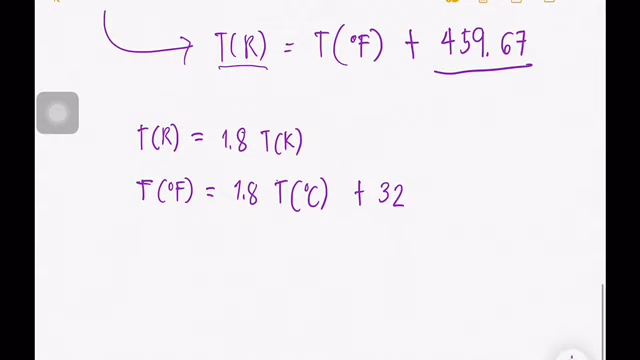 T(R) = T(°F) + 459.67
T(R) = 1.8 T(K)
T(°F) = 1.8 T(°C) + 32